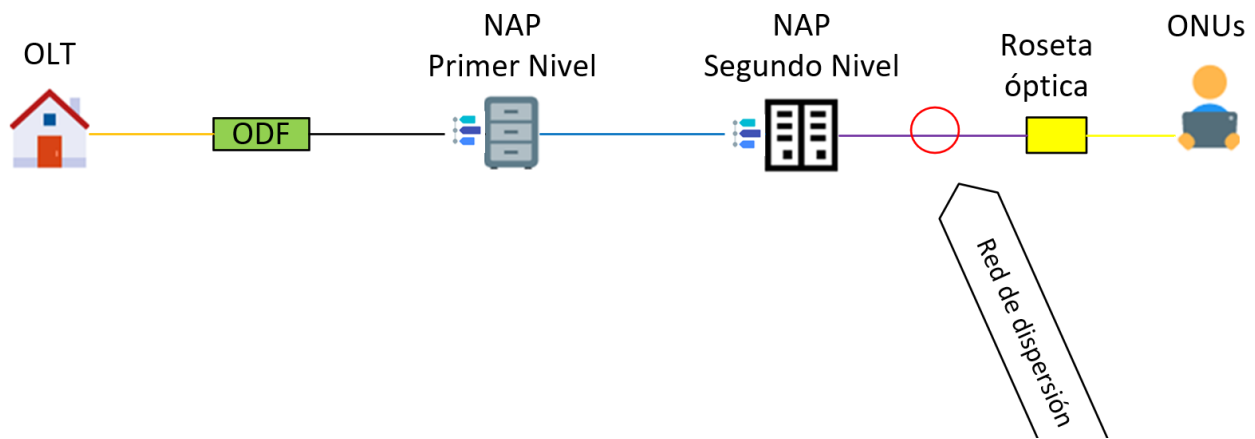 OLT
ODF
NAP
Primer Nivel
NAP
Segundo Nivel
Roseta
óptica
ONUs
Red de dispersión